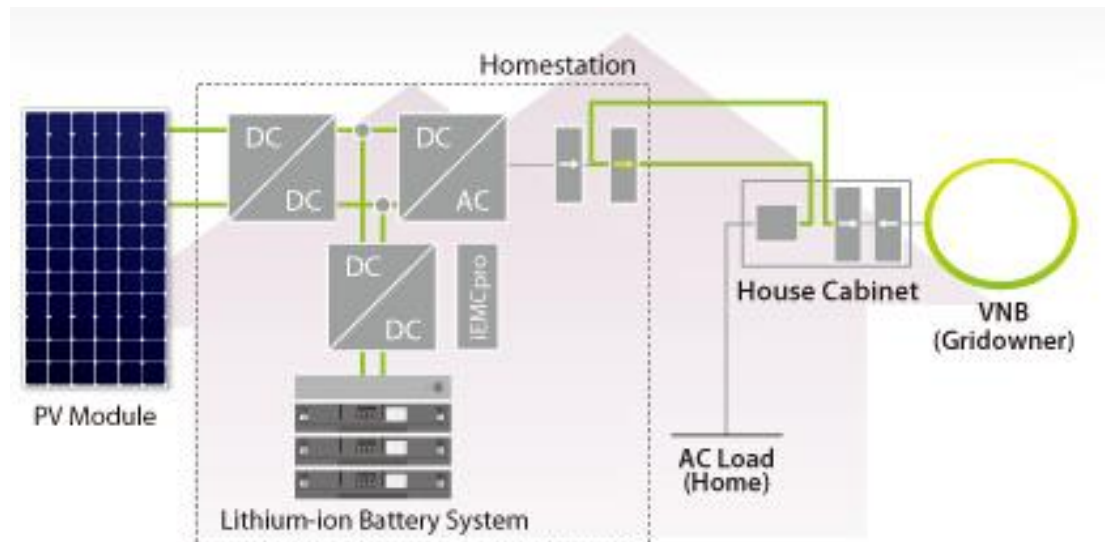 Homestation
DC
DC
DC
AC
DC
DC
iEMCpro
PV Module
Lithium-ion Battery System
House Cabinet
VNB
(Gridowner)
AC Load
(Home)